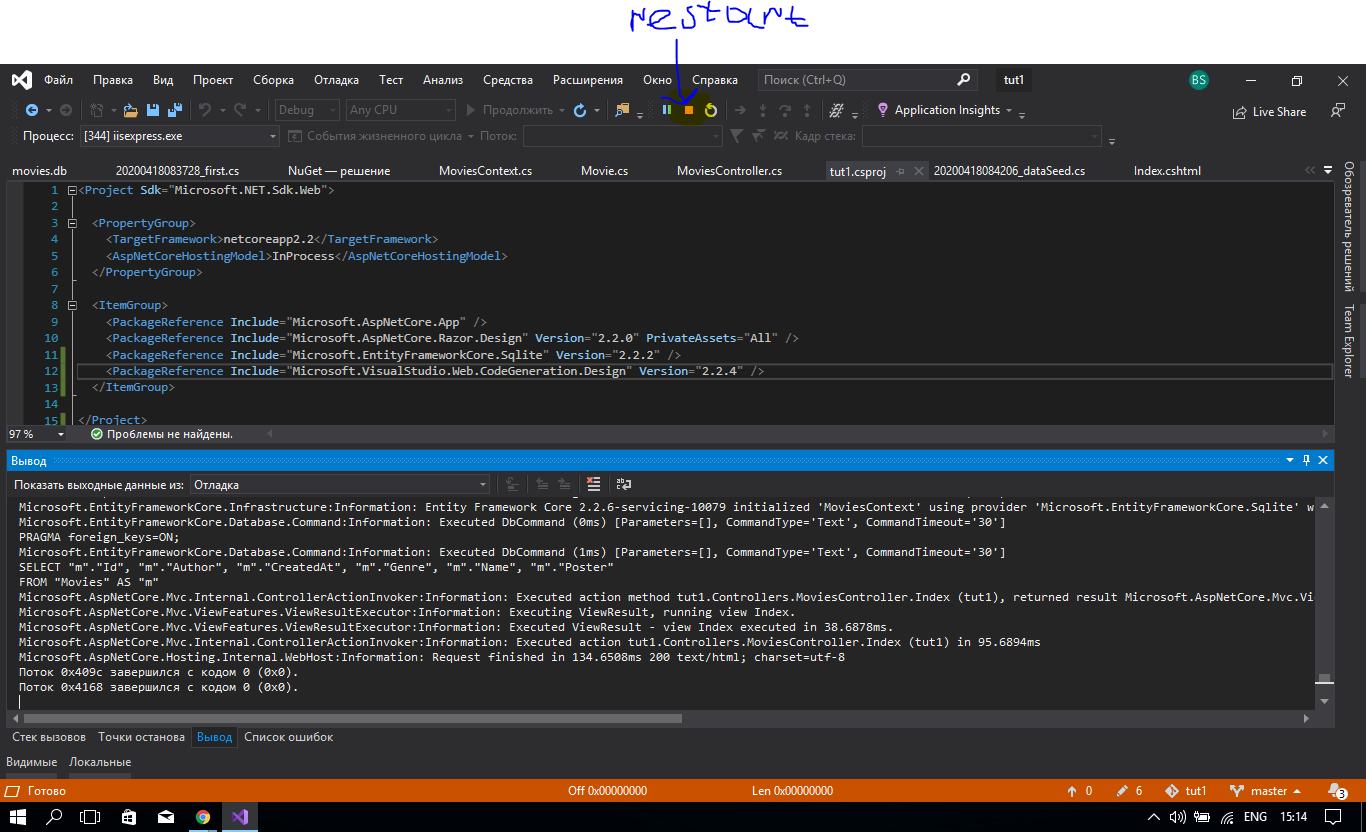 restart
Файл Правка Вид Проект Сборка Отладка Тест Анализ Средства Расширения Окно Справка Поиск (Ctrl+Q) tut1 BS
Debug Any CPU Продолжить Application Insights Live Share
Процесс: [344] iisexpress.exe События жизненного цикла Поток: Кадр стека:
movies.db 20200418083728_first.cs NuGet — решение MoviesContext.cs Movie.cs MoviesController.cs tut1.csproj 20200418084206_dataSeed.cs Index.cshtml
Обозреватель решений
Team Explorer
1 <Project Sdk="Microsoft.NET.Sdk.Web">
2
3 <PropertyGroup>
4 <TargetFramework>netcoreapp2.2</TargetFramework>
5 <AspNetCoreHostingModel>InProcess</AspNetCoreHostingModel>
6 </PropertyGroup>
7
8 <ItemGroup>
9 <PackageReference Include="Microsoft.AspNetCore.App" />
10 <PackageReference Include="Microsoft.AspNetCore.Razor.Design" Version="2.2.0" PrivateAssets="All" />
11 <PackageReference Include="Microsoft.EntityFrameworkCore.Sqlite" Version="2.2.2" />
12 <PackageReference Include="Microsoft.VisualStudio.Web.CodeGeneration.Design" Version="2.2.4" />
13 </ItemGroup>
14
15 </Project>
97 % Проблемы не найдены.
Вывод
Показать выходные данные из: Отладка
Microsoft.EntityFrameworkCore.Infrastructure:Information: Entity Framework Core 2.2.6-servicing-10079 initialized 'MoviesContext' using provider 'Microsoft.EntityFrameworkCore.Sqlite' w
Microsoft.EntityFrameworkCore.Database.Command:Information: Executed DbCommand (0ms) [Parameters=[], CommandType='Text', CommandTimeout='30']
PRAGMA foreign_keys=ON;
Microsoft.EntityFrameworkCore.Database.Command:Information: Executed DbCommand (1ms) [Parameters=[], CommandType='Text', CommandTimeout='30']
SELECT "m"."Id", "m"."Author", "m"."CreatedAt", "m"."Genre", "m"."Name", "m"."Poster"
FROM "Movies" AS "m"
Microsoft.AspNetCore.Mvc.Internal.ControllerActionInvoker:Information: Executed action method tut1.Controllers.MoviesController.Index (tut1), returned result Microsoft.AspNetCore.Mvc.Vi
Microsoft.AspNetCore.Mvc.ViewFeatures.ViewResultExecutor:Information: Executing ViewResult, running view Index.
Microsoft.AspNetCore.Mvc.ViewFeatures.ViewResultExecutor:Information: Executed ViewResult - view Index executed in 38.6878ms.
Microsoft.AspNetCore.Mvc.Internal.ControllerActionInvoker:Information: Executed action tut1.Controllers.MoviesController.Index (tut1) in 95.6894ms
Microsoft.AspNetCore.Hosting.Internal.WebHost:Information: Request finished in 134.6508ms 200 text/html; charset=utf-8
Поток 0x409c завершился с кодом 0 (0x0).
Поток 0x4168 завершился с кодом 0 (0x0).
Стек вызовов Точки останова Вывод Список ошибок
Видимые Локальные
Готово Off 0x00000000 Len 0x00000000 0 6 tut1 master 3
ENG 15:14